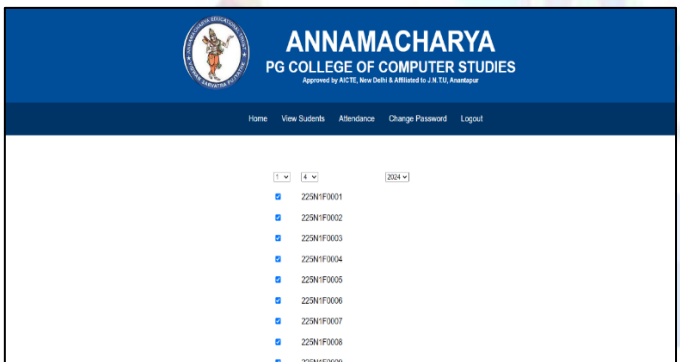 ANNAMACHARYA
PG COLLEGE OF COMPUTER STUDIES
Approved by AICTE, New Delhi & Affiliated to J.N.T.U, Anantapur
Home View Sudents Attendance Change Password Logout
1 4 2024
225N1F0001
225N1F0002
225N1F0003
225N1F0004
225N1F0005
225N1F0006
225N1F0007
225N1F0008